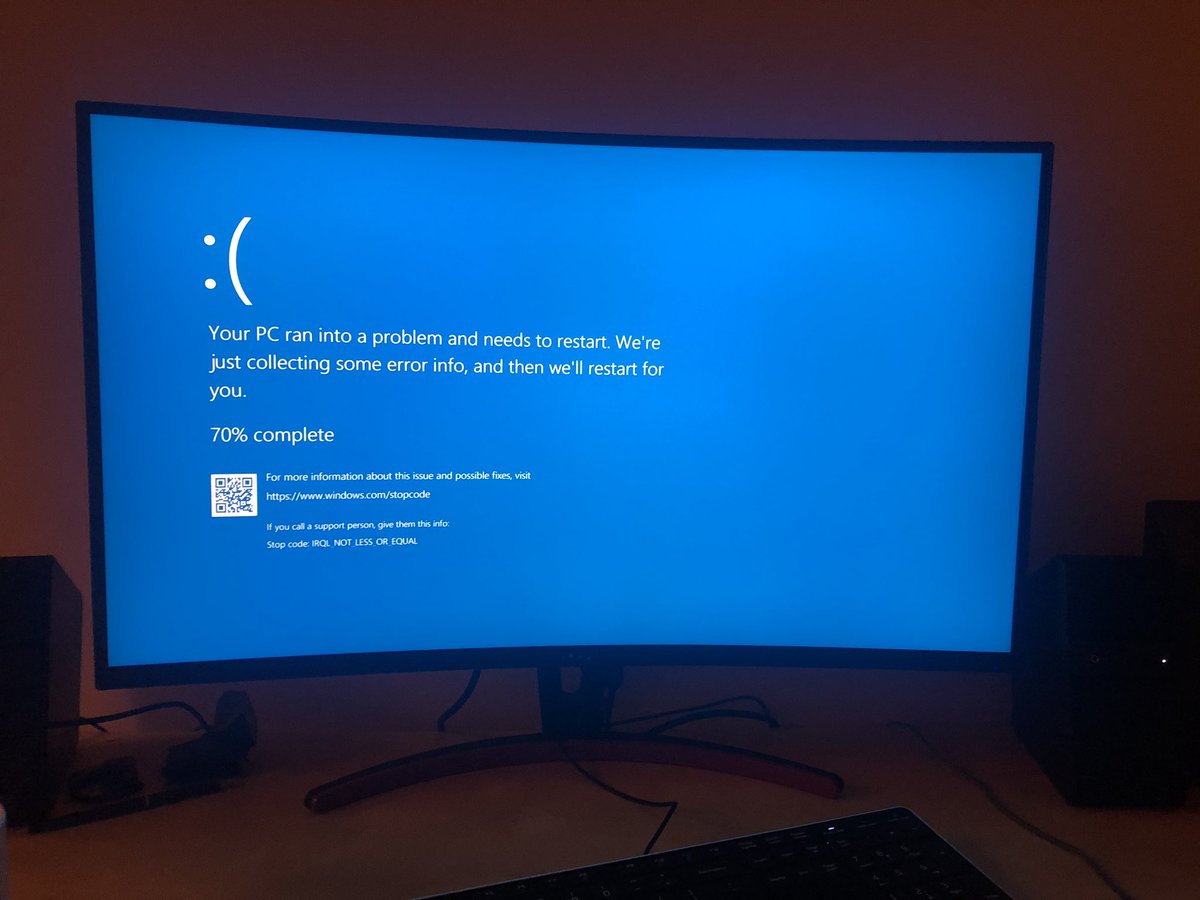 :(
Your PC ran into a problem and needs to restart. We're
just collecting some error info, and then we'll restart for
you.
70% complete
For more information about this issue and possible fixes, visit
https://www.windows.com/stopcode
If you call a support person, give them this info:
Stop code: IRQL_NOT_LESS_OR_EQUAL